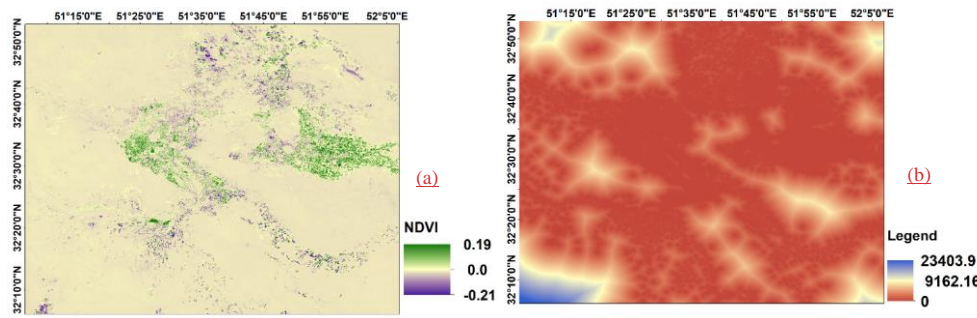 51°15'0"E 51°25'0"E 51°35'0"E 51°45'0"E 51°55'0"E 52°5'0"E
32°50'0"N
32°40'0"N
32°30'0"N
32°20'0"N
32°10'0"N
(a)
NDVI
0.19
0.0
-0.21
51°15'0"E 51°25'0"E 51°35'0"E 51°45'0"E 51°55'0"E 52°5'0"E
32°50'0"N
32°40'0"N
32°30'0"N
32°20'0"N
32°10'0"N
(b)
Legend
23403.9
9162.16
0